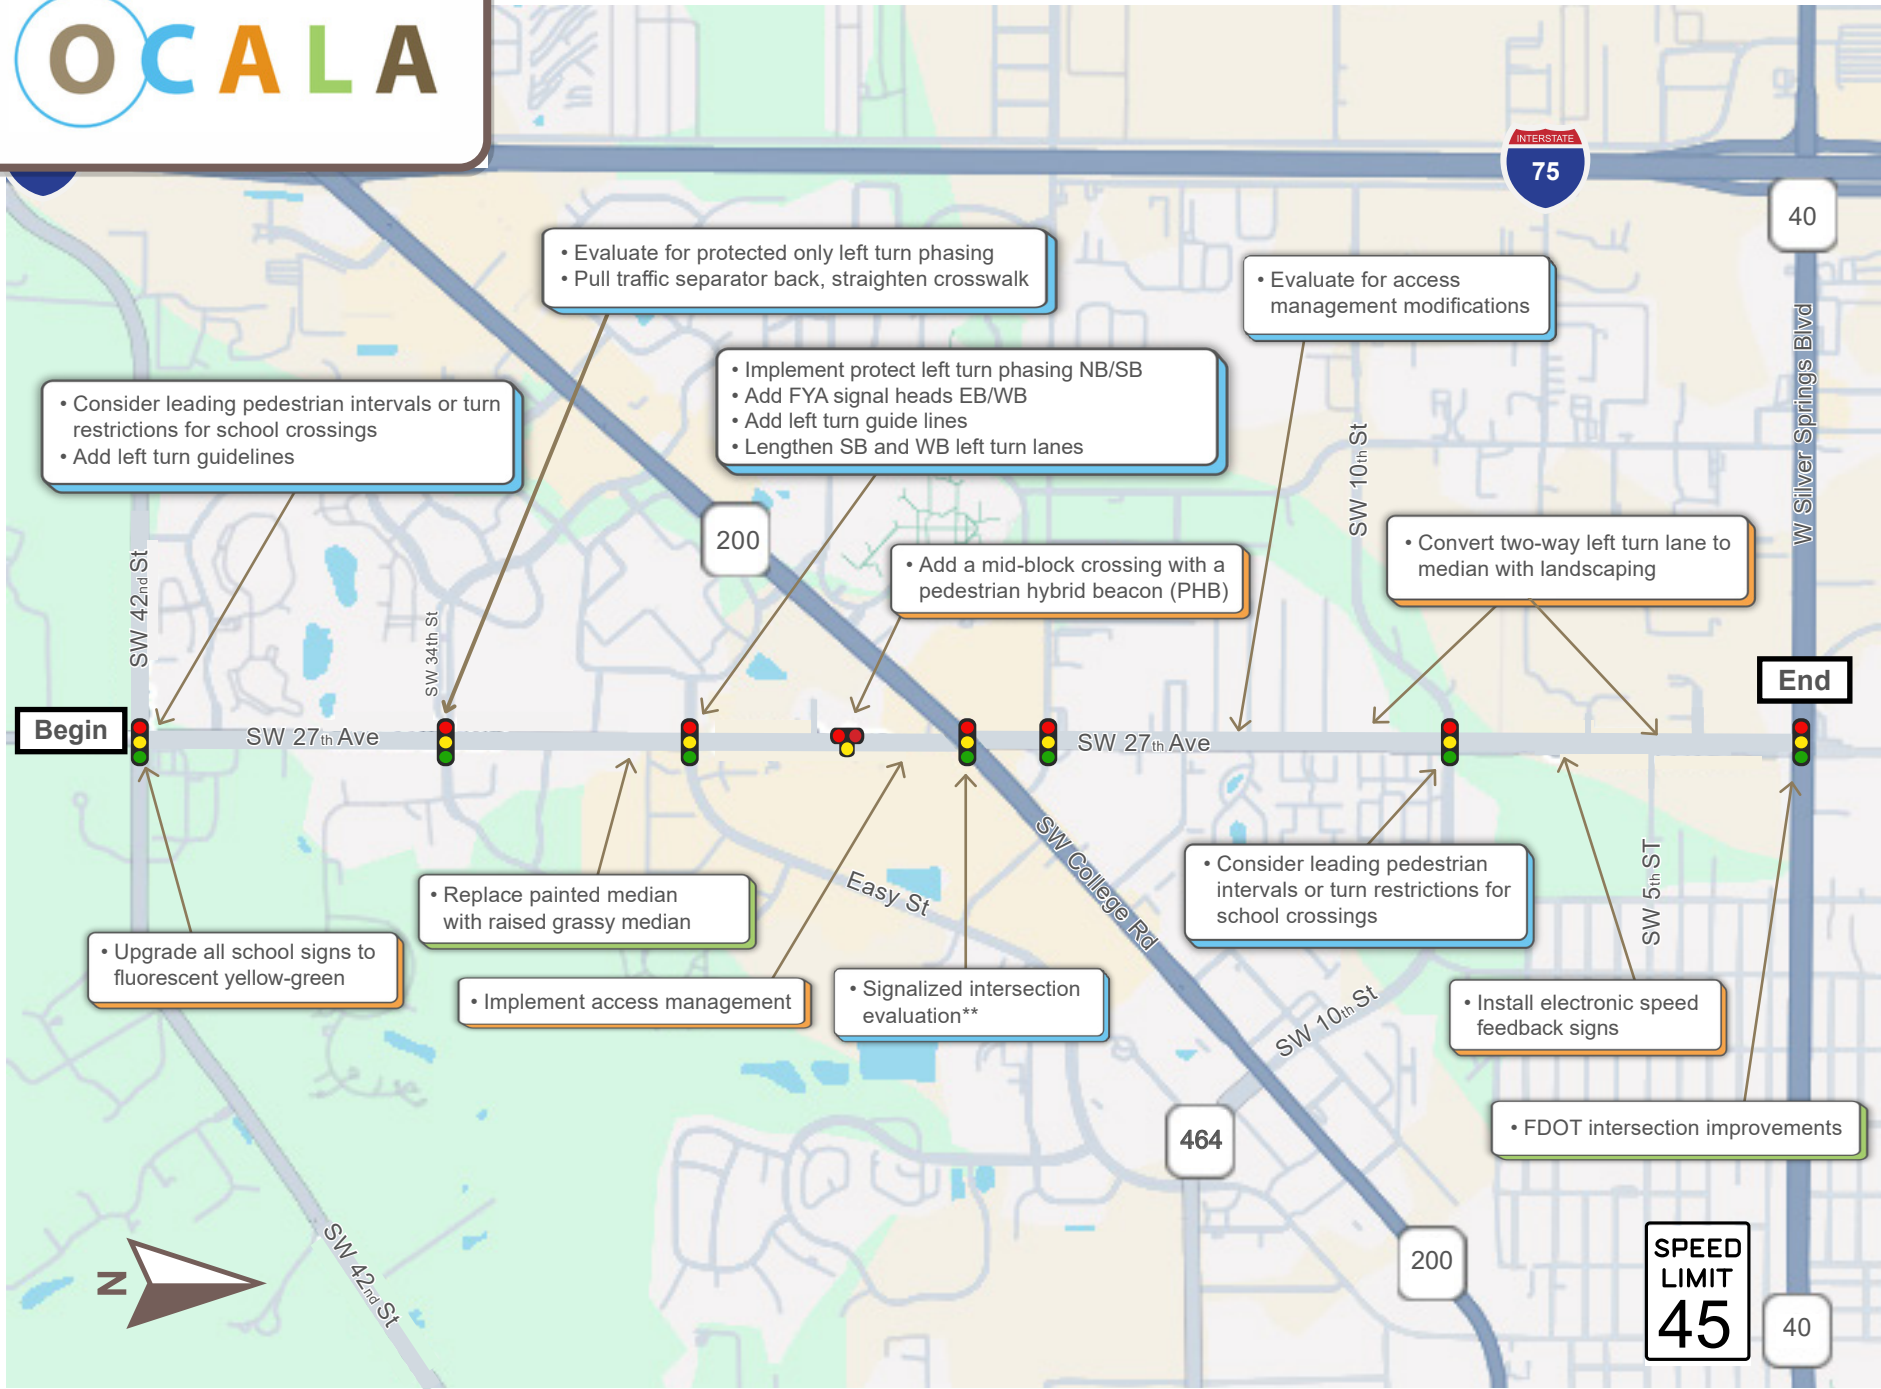 OCALA
INTERSTATE
75
40
• Evaluate for protected only left turn phasing
• Pull traffic separator back, straighten crosswalk
• Evaluate for access
management modifications
W Silver Springs Blvd
• Implement protect left turn phasing NB/SB
• Add FYA signal heads EB/WB
• Add left turn guide lines
• Lengthen SB and WB left turn lanes
• Consider leading pedestrian intervals or turn
restrictions for school crossings
• Add left turn guidelines
SW 10th St
200
• Convert two-way left turn lane to
median with landscaping
• Add a mid-block crossing with a
pedestrian hybrid beacon (PHB)
SW 42nd St
SW 34th St
End
Begin
SW 27th Ave
SW 27th Ave
SW College Rd
Easy St
• Consider leading pedestrian
intervals or turn restrictions for
school crossings
SW 5th ST
• Replace painted median
with raised grassy median
• Upgrade all school signs to
fluorescent yellow-green
• Implement access management
• Signalized intersection
evaluation**
• Install electronic speed
feedback signs
SW 10th St
464
• FDOT intersection improvements
SW 42nd St
N
200
SPEED
LIMIT
45
40